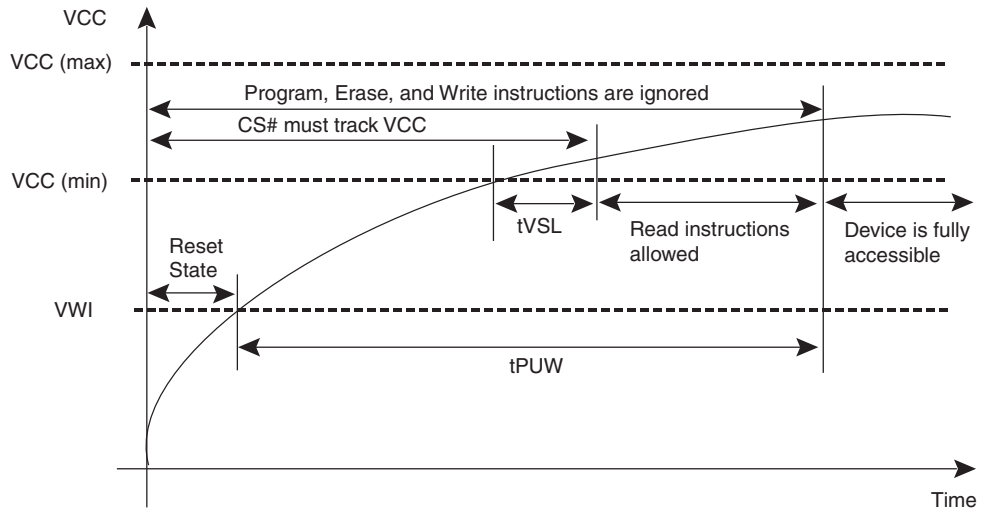 VCC
VCC (max)
Program, Erase, and Write instructions are ignored
CS# must track VCC
VCC (min)
tVSL
Read instructions
allowed
Device is fully
accessible
Reset
State
VWI
tPUW
Time